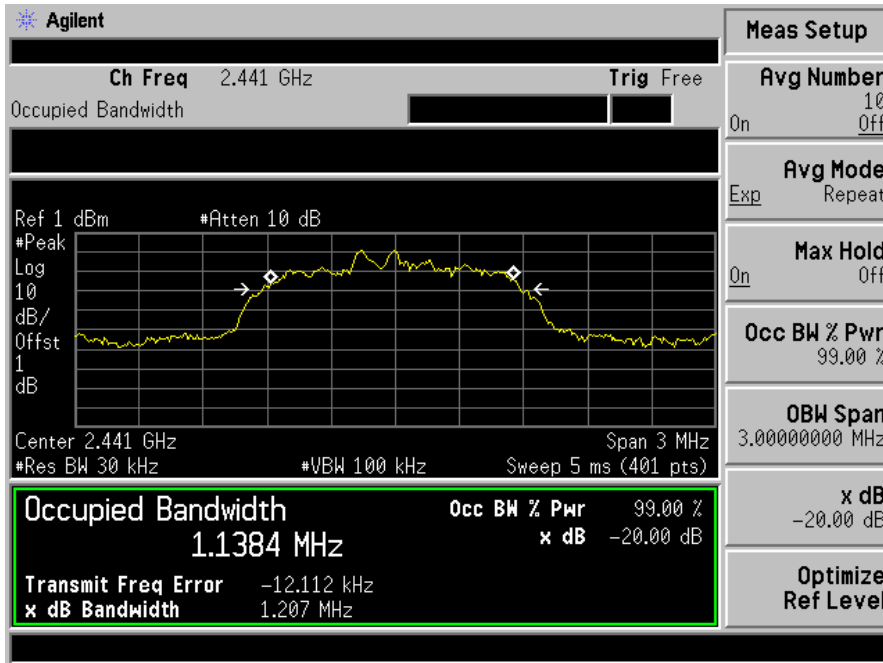 Agilent
Ch Freq 2.441 GHz Trig Free
Occupied Bandwidth
Ref 1 dBm #Atten 10 dB
#Peak
Log
10
dB/
Offst
1
dB
Center 2.441 GHz Span 3 MHz
#Res BW 30 kHz #VBW 100 kHz Sweep 5 ms (401 pts)
Occupied Bandwidth Occ BW % Pwr 99.00 %
1.1384 MHz x dB -20.00 dB
Transmit Freq Error -12.112 kHz
x dB Bandwidth 1.207 MHz
Meas Setup
Avg Number
10
On Off
Avg Mode
Exp Repeat
Max Hold
On Off
Occ BW % Pwr
99.00 %
OBW Span
3.00000000 MHz
x dB
-20.00 dB
Optimize
Ref Level